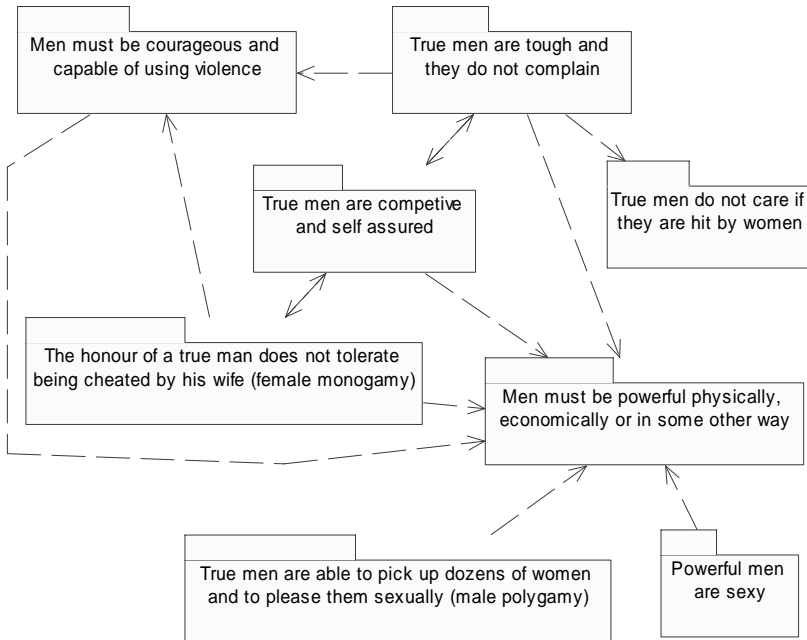 Men must be courageous and
capable of using violence
True men are tough and
they do not complain
True men are competive
and self assured
True men do not care if
they are hit by women
The honour of a true man does not tolerate
being cheated by his wife (female monogamy)
Men must be powerful physically,
economically or in some other way
True men are able to pick up dozens of women
and to please them sexually (male polygamy)
Powerful men
are sexy